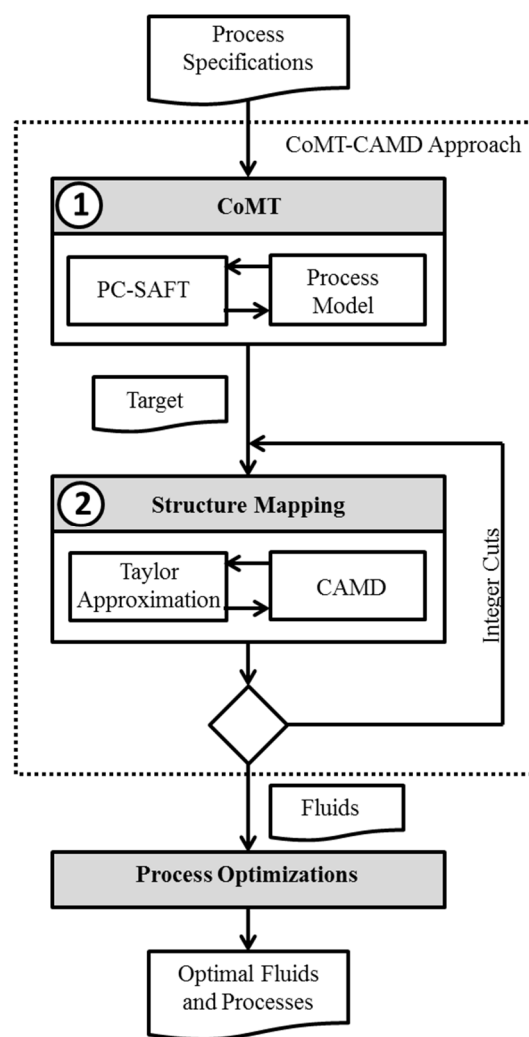 Process
Specifications
CoMT-CAMD Approach
1
CoMT
PC-SAFT
Process
Model
Target
2
Structure Mapping
Taylor
Approximation
CAMD
Integer Cuts
Fluids
Process Optimizations
Optimal Fluids
and Processes